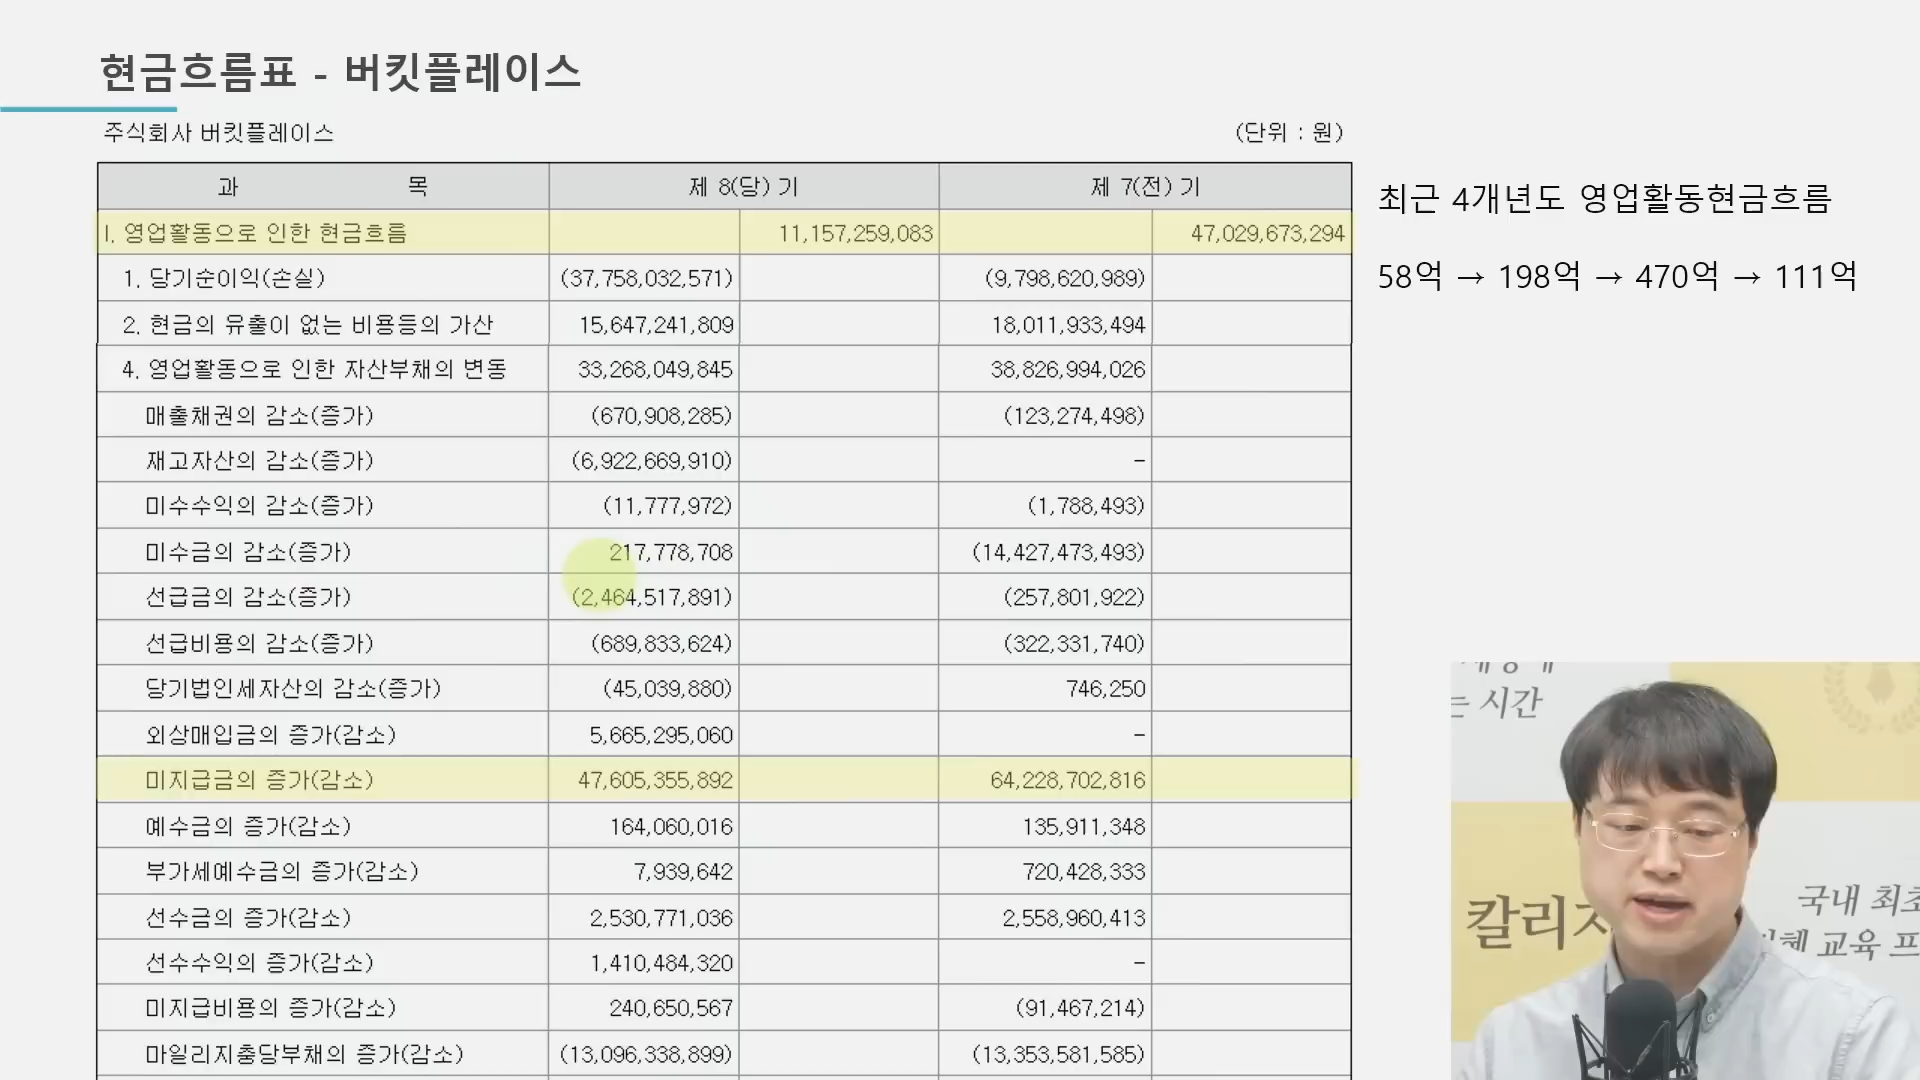 현금흐름표 - 버킷플레이스
주식회사 버킷플레이스 (단위 : 원)
과 목 제 8(당) 기 제 7(전) 기
Ⅰ. 영업활동으로 인한 현금흐름 11,157,259,083 47,029,673,294
1. 당기순이익(손실) (37,758,032,571) (9,798,620,989)
2. 현금의 유출이 없는 비용등의 가산 15,647,241,809 18,011,933,494
4. 영업활동으로 인한 자산부채의 변동 33,268,049,845 38,826,994,026
매출채권의 감소(증가) (670,908,285) (123,274,498)
재고자산의 감소(증가) (6,922,669,910) -
미수수익의 감소(증가) (11,777,972) (1,788,493)
미수금의 감소(증가) 217,778,708 (14,427,473,493)
선급금의 감소(증가) (2,464,517,891) (257,801,922)
선급비용의 감소(증가) (689,833,624) (322,331,740)
당기법인세자산의 감소(증가) (45,039,880) 746,250
외상매입금의 증가(감소) 5,665,295,060 -
미지급금의 증가(감소) 47,605,355,892 64,228,702,816
예수금의 증가(감소) 164,060,016 135,911,348
부가세예수금의 증가(감소) 7,939,642 720,428,333
선수금의 증가(감소) 2,530,771,036 2,558,960,413
선수수익의 증가(감소) 1,410,484,320 -
미지급비용의 증가(감소) 240,650,567 (91,467,214)
마일리지충당부채의 증가(감소) (13,096,338,899) (13,353,581,585)
최근 4개년도 영업활동현금흐름
58억 → 198억 → 470억 → 111억
시간
칼리
국내
교육